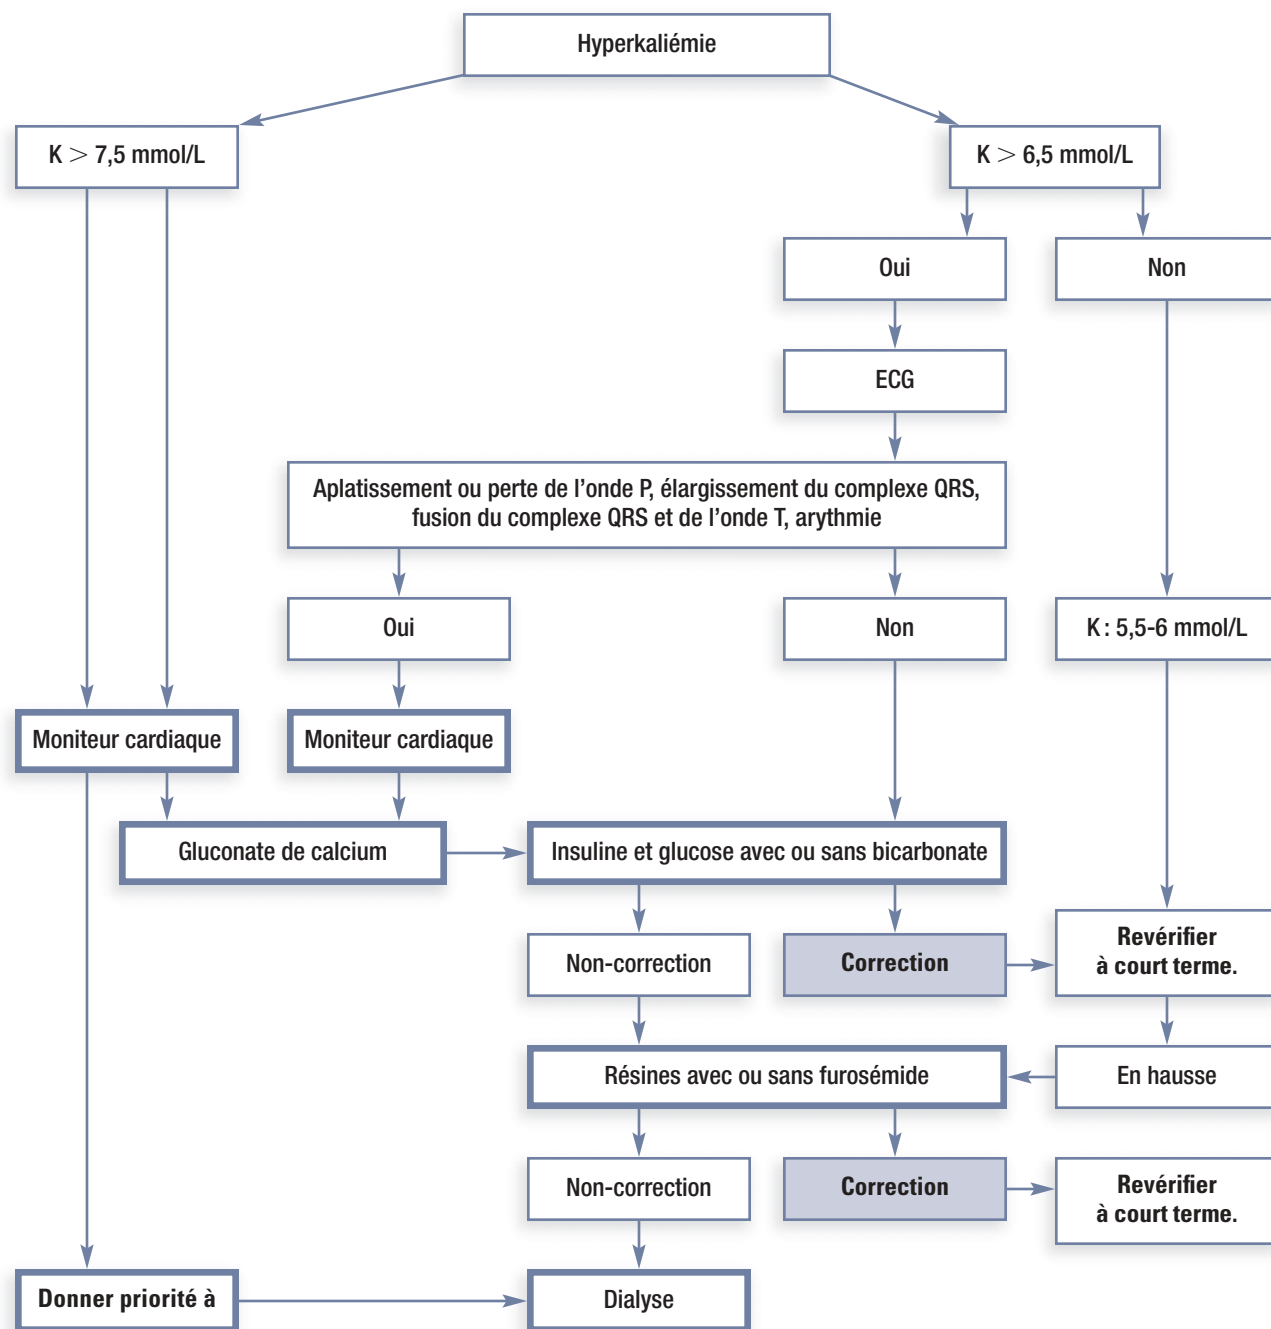 Hyperkaliémie
K > 7,5 mmol/L
K > 6,5 mmol/L
Oui
Non
ECG
Aplatissement ou perte de l’onde P, élargissement du complexe QRS,
fusion du complexe QRS et de l’onde T, arythmie
Oui
Non
K : 5,5-6 mmol/L
Moniteur cardiaque
Moniteur cardiaque
Gluconate de calcium
Insuline et glucose avec ou sans bicarbonate
Non-correction
Correction
Revérifier
à court terme.
Résines avec ou sans furosémide
En hausse
Non-correction
Correction
Revérifier
à court terme.
Donner priorité à
Dialyse